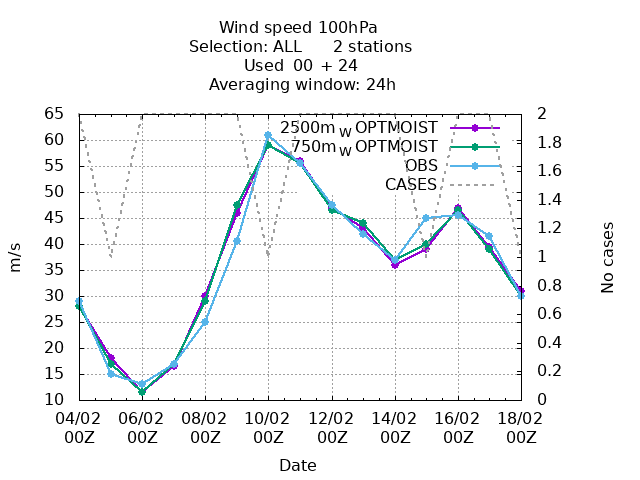 Wind speed 100hPa
Selection: ALL 2 stations
Used 00 + 24
Averaging window: 24h
65
60
55
50
45
40
35
30
25
20
15
10
m/s
2500m W OPTMOIST
750m W OPTMOIST
OBS
CASES
2
1.8
1.6
1.4
1.2
1
0.8
0.6
0.4
0.2
0
No cases
04/02 06/02 08/02 10/02 12/02 14/02 16/02 18/02
00Z 00Z 00Z 00Z 00Z 00Z 00Z 00Z
Date